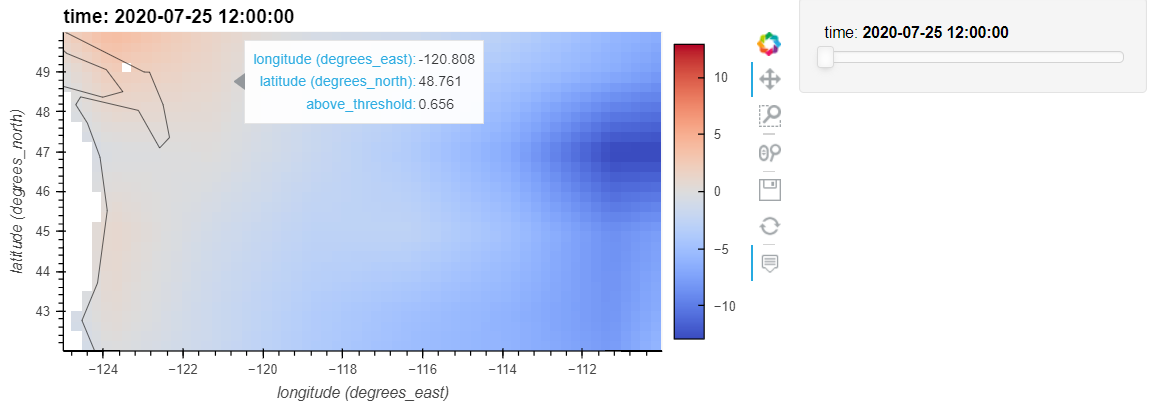 time: 2020-07-25 12:00:00
longitude (degrees_east): -120.808
latitude (degrees_north): 48.761
above_threshold: 0.656
49
48
47
46
45
44
43
latitude (degrees_north)
−124
−122
−120
−118
−116
−114
−112
longitude (degrees_east)
10
5
0
−5
−10
time: 2020-07-25 12:00:00